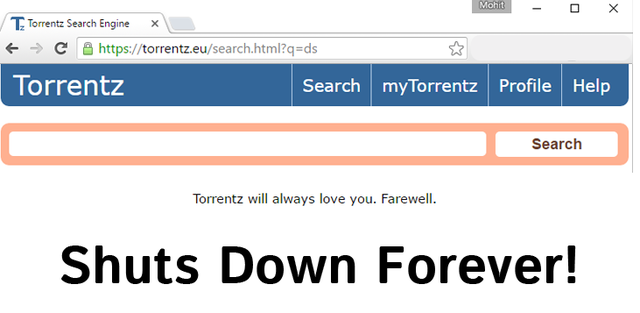 Mohit
Torrentz Search Engine
https://torrentz.eu/search.html?q=ds
Torrentz Search myTorrentz Profile Help
Search
Torrentz will always love you. Farewell.
Shuts Down Forever!